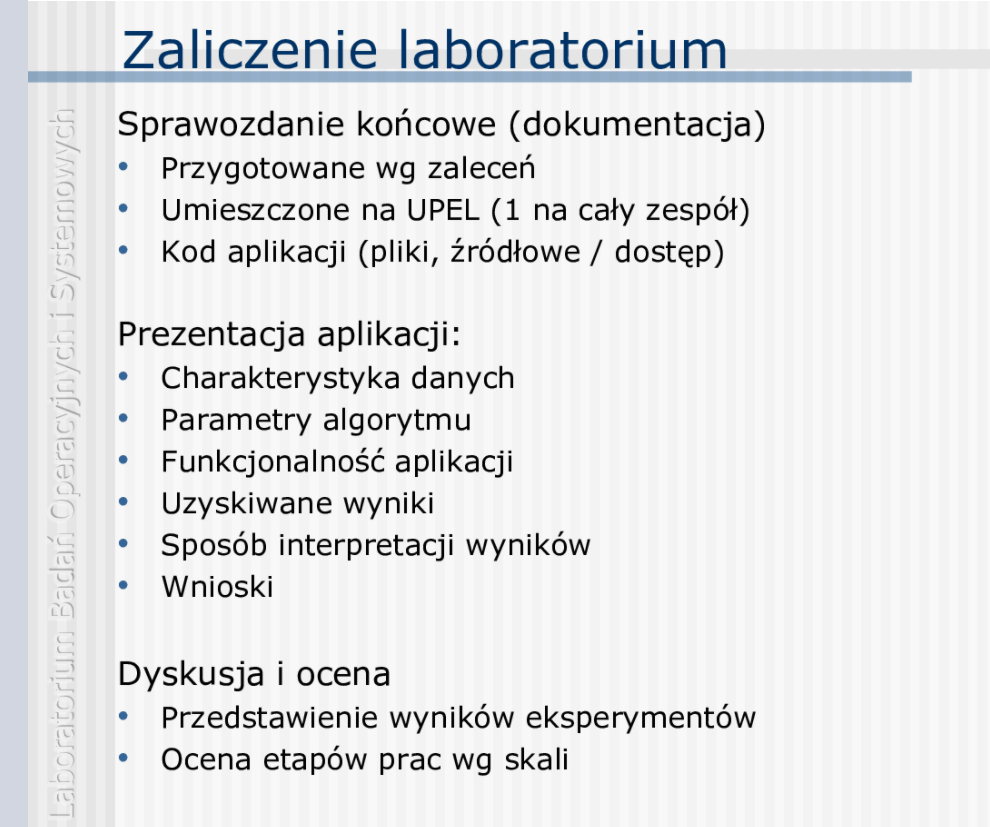 Zaliczenie laboratorium
Laboratorium Badań Operacyjnych i Systemowych
Sprawozdanie końcowe (dokumentacja)
• Przygotowane wg zaleceń
• Umieszczone na UPEL (1 na cały zespół)
• Kod aplikacji (pliki, źródłowe / dostęp)
Prezentacja aplikacji:
• Charakterystyka danych
• Parametry algorytmu
• Funkcjonalność aplikacji
• Uzyskiwane wyniki
• Sposób interpretacji wyników
• Wnioski
Dyskusja i ocena
• Przedstawienie wyników eksperymentów
• Ocena etapów prac wg skali